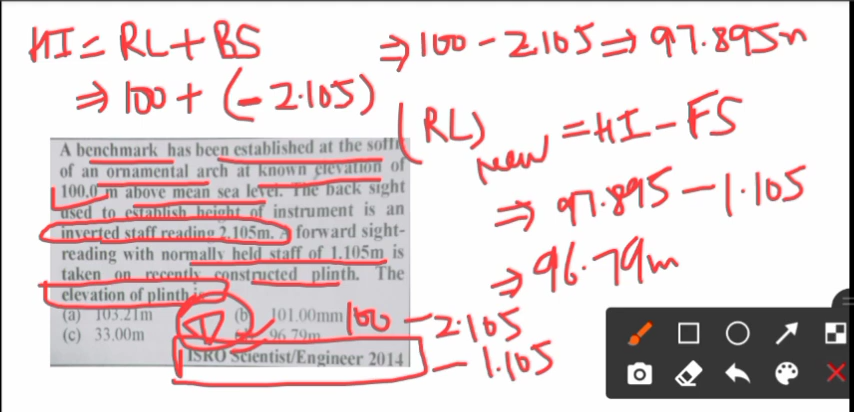 HI = RL + BS
⇒ 100 + (-2.105)
⇒ 100 - 2.105 ⇒ 97.895m
(RL) new = HI - FS
⇒ 97.895 - 1.105
⇒ 96.79m
A benchmark has been established at the soffi
of an ornamental arch at known elevation of
100.0 m above mean sea level. The back sight
used to establish height of instrument is an
inverted staff reading 2.105m. A forward sight-
reading with normally held staff of 1.105m is
taken on recently constructed plinth. The
elevation of plinth is
(a) 103.21m (b) 101.00mm
(c) 33.00m 96.79m
ISRO Scientist/Engineer 2014
100 - 2.105
- 1.105